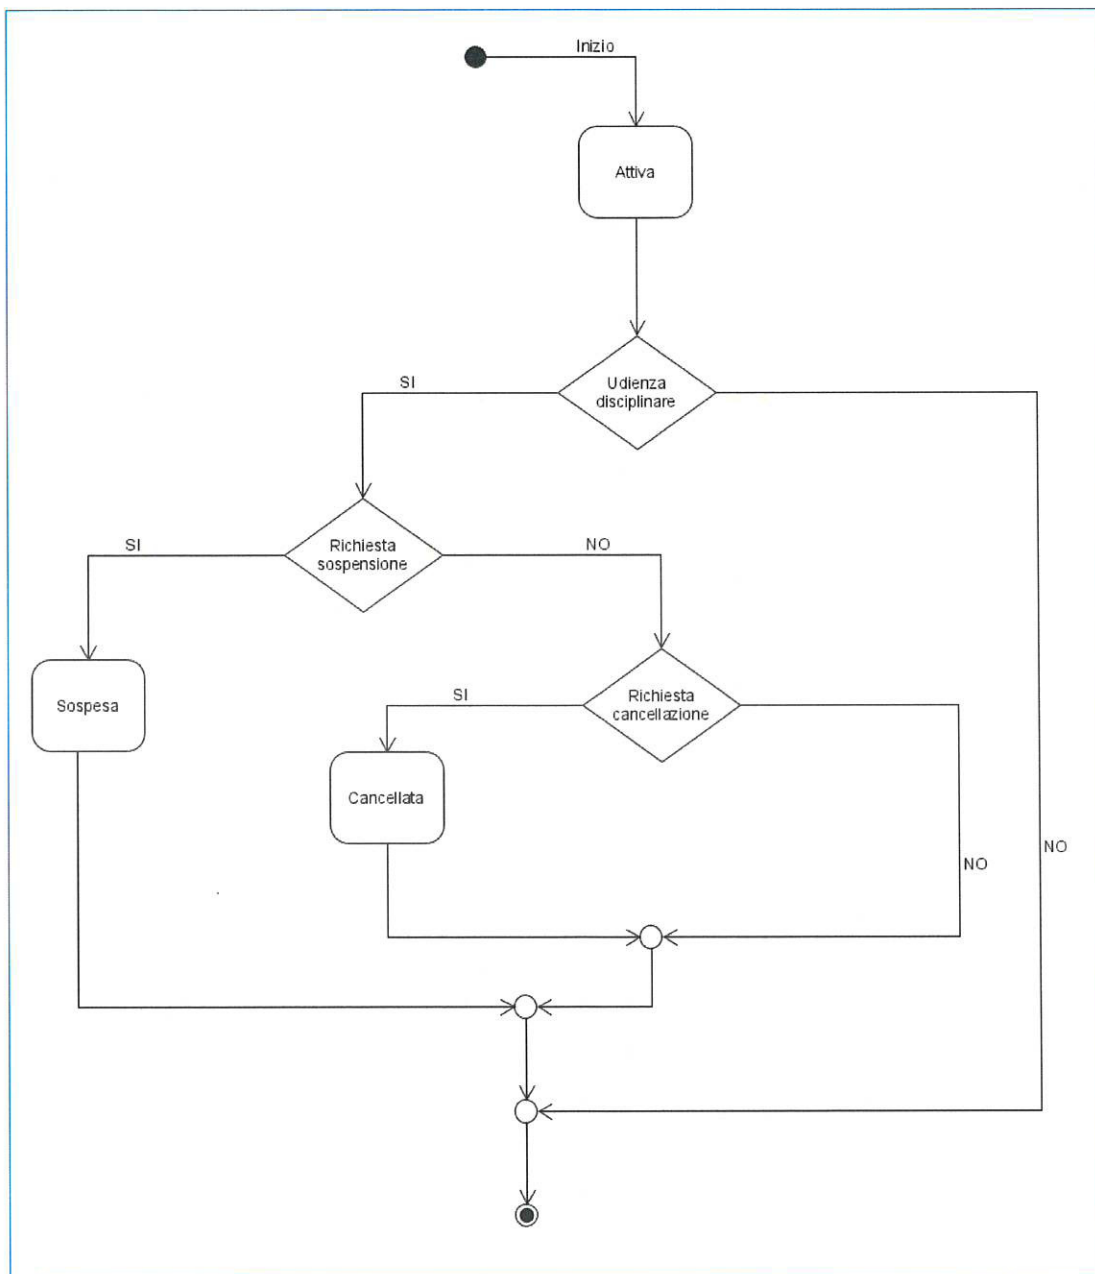 Inizio
Attiva
Udienza
disciplinare
SI
Richiesta
sospensione
SI
NO
Sospesa
Richiesta
cancellazione
SI
Cancellata
NO
NO